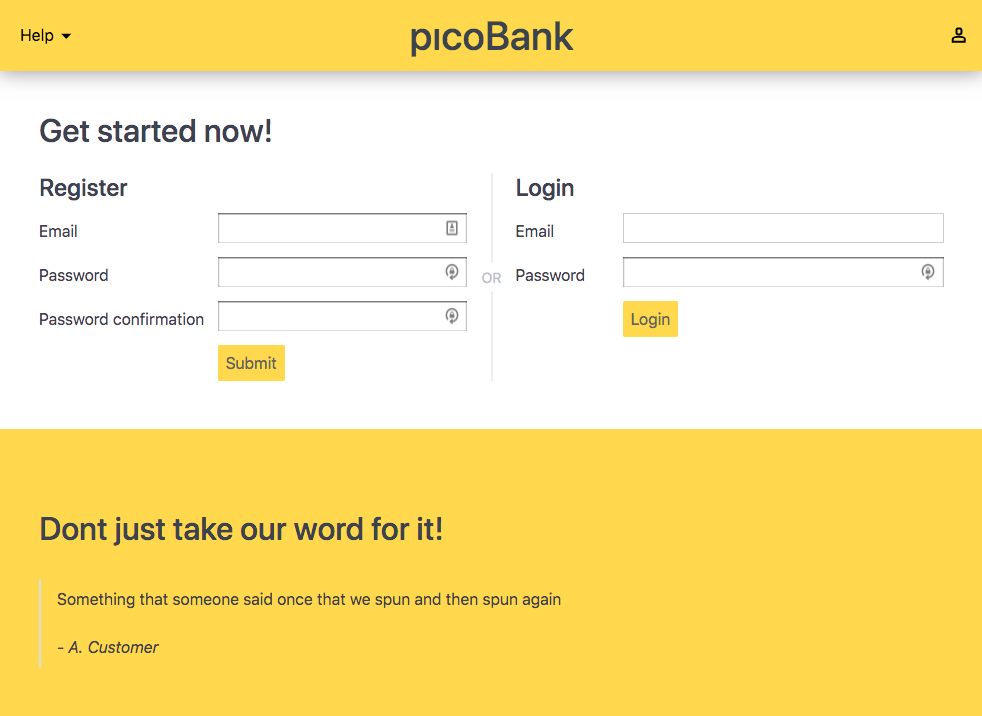 Help
pıcoBank
Get started now!
Register
Email
Password
Password confirmation
Submit
OR
Login
Email
Password
Login
Dont just take our word for it!
Something that someone said once that we spun and then spun again
- A. Customer